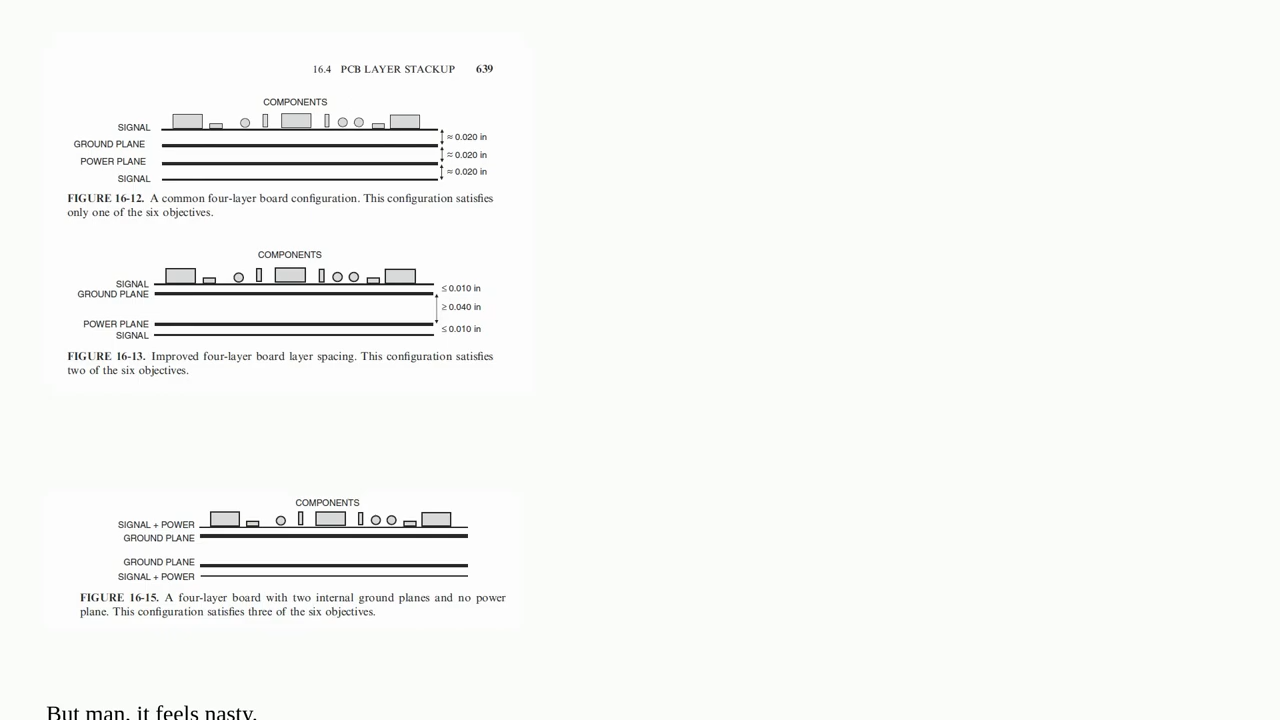 16.4 PCB LAYER STACKUP 639
COMPONENTS
SIGNAL
≈ 0.020 in
GROUND PLANE
≈ 0.020 in
POWER PLANE
≈ 0.020 in
SIGNAL
FIGURE 16-12. A common four-layer board configuration. This configuration satisfies
only one of the six objectives.
COMPONENTS
SIGNAL
≤ 0.010 in
GROUND PLANE
≥ 0.040 in
POWER PLANE
≤ 0.010 in
SIGNAL
FIGURE 16-13. Improved four-layer board layer spacing. This configuration satisfies
two of the six objectives.
COMPONENTS
SIGNAL + POWER
GROUND PLANE
GROUND PLANE
SIGNAL + POWER
FIGURE 16-15. A four-layer board with two internal ground planes and no power
plane. This configuration satisfies three of the six objectives.
But man, it feels nasty.